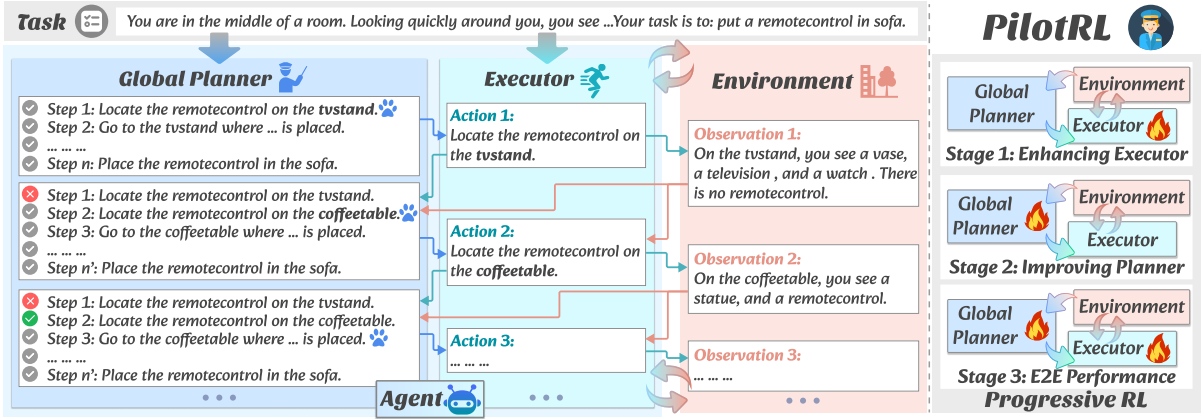 Task
You are in the middle of a room. Looking quickly around you, you see ...Your task is to: put a remotecontrol in sofa.
Global Planner
Step 1: Locate the remotecontrol on the tvstand.
Step 2: Go to the tvstand where ... is placed.
... ... ...
Step n: Place the remotecontrol in the sofa.
Step 1: Locate the remotecontrol on the tvstand.
Step 2: Locate the remotecontrol on the coffeetable.
Step 3: Go to the coffeetable where ... is placed.
... ... ...
Step n': Place the remotecontrol in the sofa.
Step 1: Locate the remotecontrol on the tvstand.
Step 2: Locate the remotecontrol on the coffeetable.
Step 3: Go to the coffeetable where ... is placed.
... ... ...
Step n': Place the remotecontrol in the sofa.
Executor
Action 1:
Locate the remotecontrol on
the tvstand.
Action 2:
Locate the remotecontrol on
the coffeetable.
Action 3:
... ... ...
Agent
Environment
Observation 1:
On the tvstand, you see a vase,
a television , and a watch . There
is no remotecontrol.
Observation 2:
On the coffeetable, you see a
statue, and a remotecontrol.
Observation 3:
... ... ...
PilotRL
Global
Planner
Environment
Executor
Stage 1: Enhancing Executor
Global
Planner
Environment
Executor
Stage 2: Improving Planner
Global
Planner
Environment
Executor
Stage 3: E2E Performance
Progressive RL